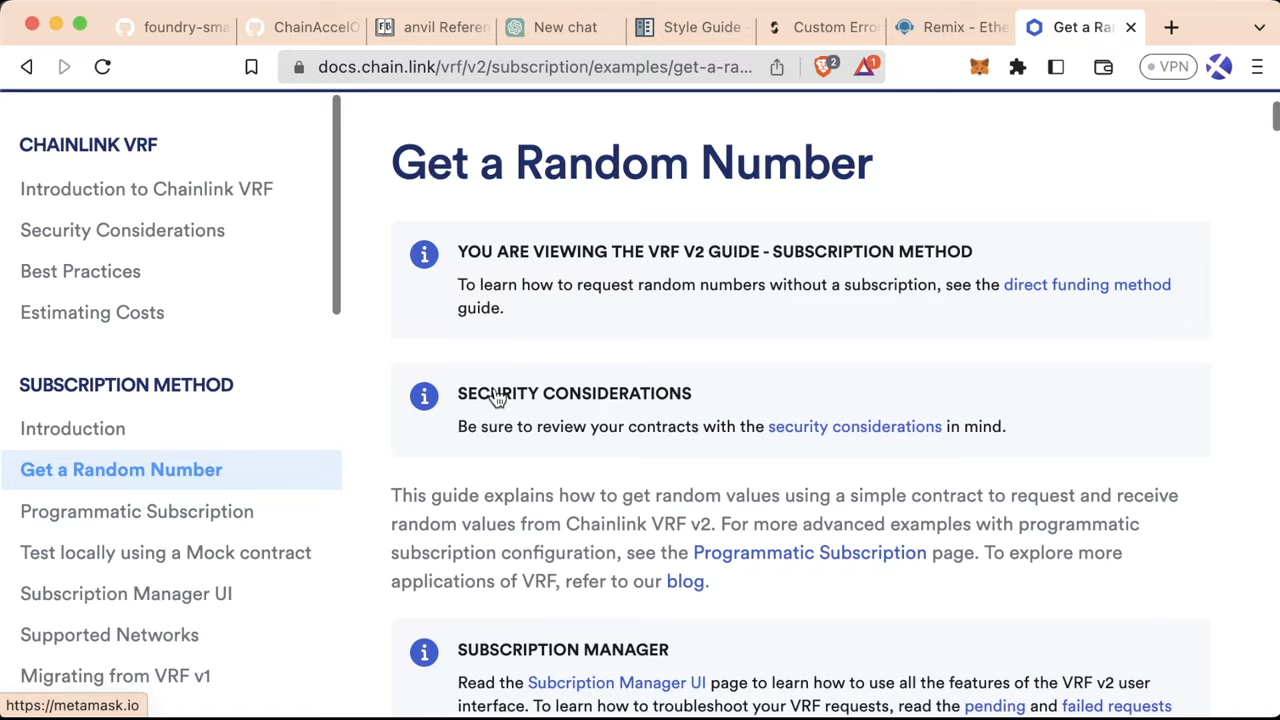 foundry-sma
ChainAccelO
anvil Referen
New chat
Style Guide
Custom Erro
Remix - Ethe
Get a Ra
docs.chain.link/vrf/v2/subscription/examples/get-a-ra...
2
1
VPN
CHAINLINK VRF
Introduction to Chainlink VRF
Security Considerations
Best Practices
Estimating Costs
SUBSCRIPTION METHOD
Introduction
Get a Random Number
Programmatic Subscription
Test locally using a Mock contract
Subscription Manager UI
Supported Networks
Migrating from VRF v1
https://metamask.io
Get a Random Number
YOU ARE VIEWING THE VRF V2 GUIDE - SUBSCRIPTION METHOD
To learn how to request random numbers without a subscription, see the direct funding method
guide.
SECURITY CONSIDERATIONS
Be sure to review your contracts with the security considerations in mind.
This guide explains how to get random values using a simple contract to request and receive
random values from Chainlink VRF v2. For more advanced examples with programmatic
subscription configuration, see the Programmatic Subscription page. To explore more
applications of VRF, refer to our blog.
SUBSCRIPTION MANAGER
Read the Subscription Manager UI page to learn how to use all the features of the VRF v2 user
interface. To learn how to troubleshoot your VRF requests, read the pending and failed requests